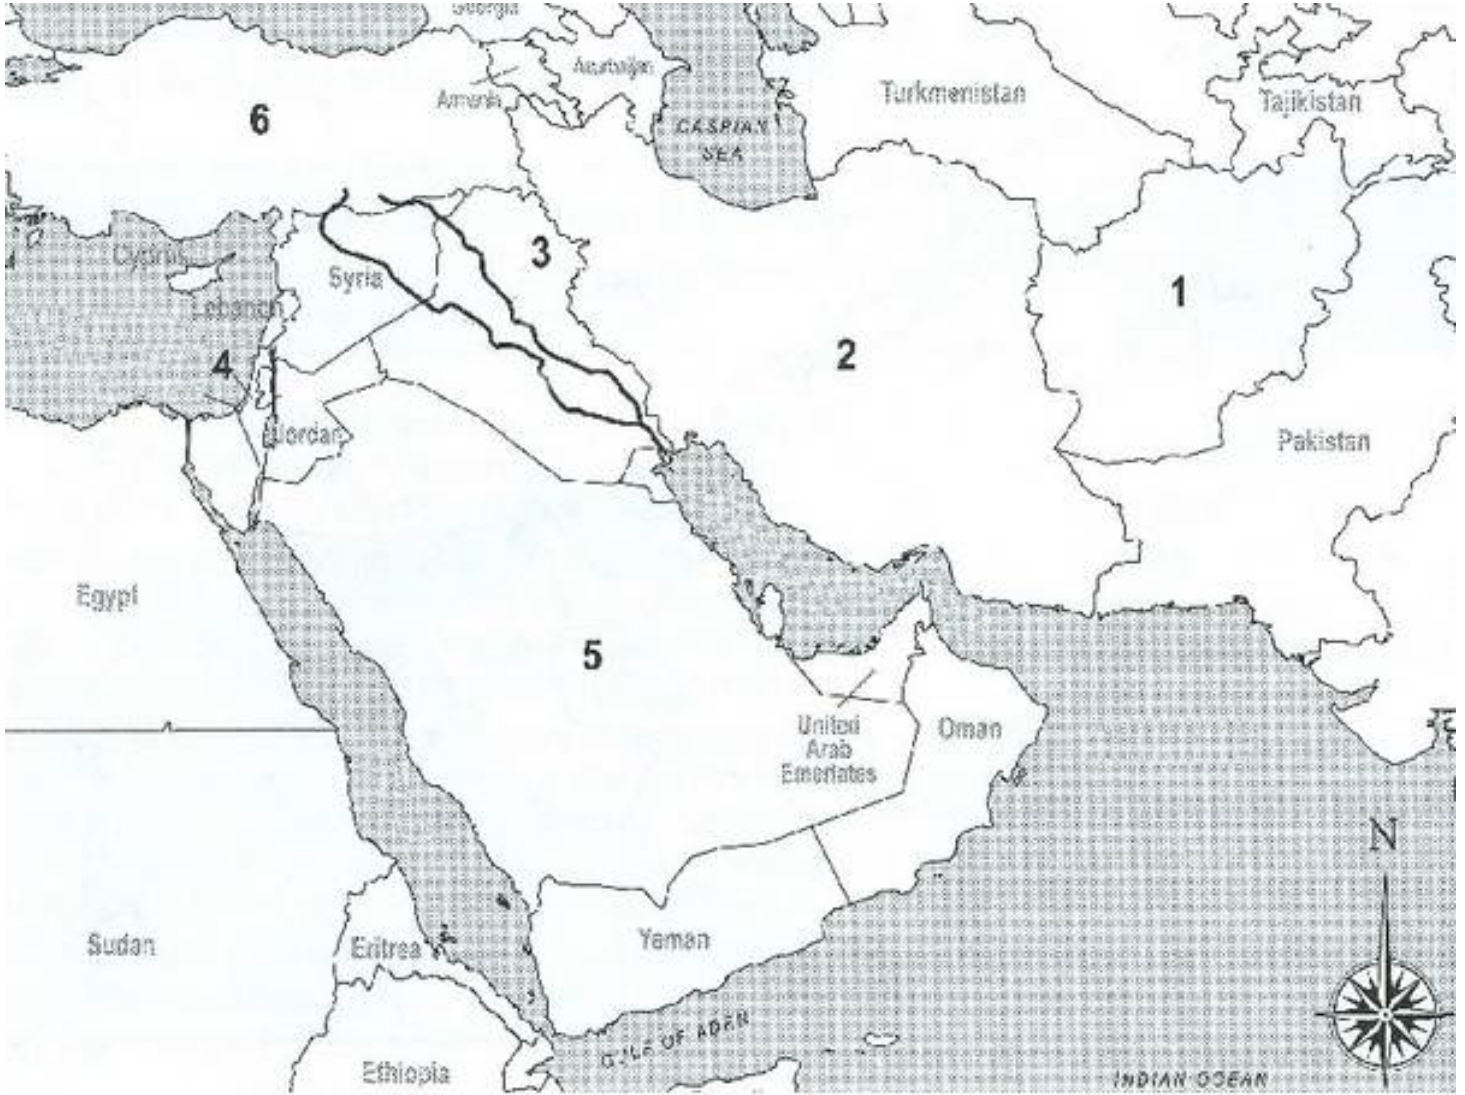 Georgia
Azurbaijan
Armenia
Turkmenistan
Tajikistan
6
CASPIAN
SEA
3
Cyprus
Syria
Lebanon
1
2
4
Jordan
Pakistan
Egypt
5
United
Arab
Emeriates
Oman
N
Sudan
Eritrea
Yeman
GULF OF ADEN
Ethiopia
INDIAN OCEAN